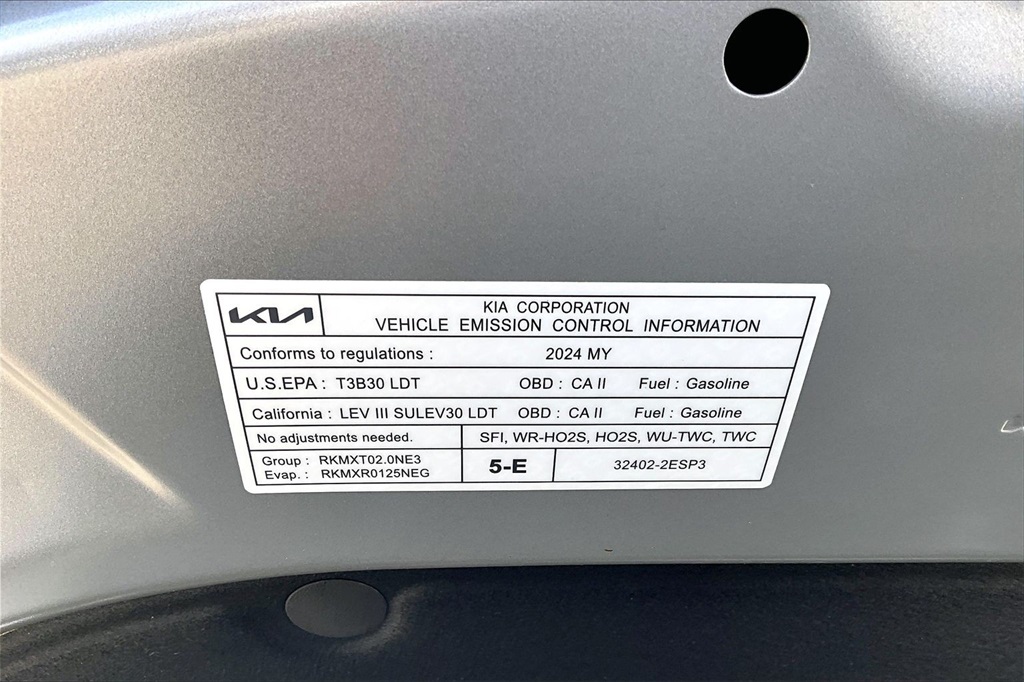 KIA
KIA CORPORATION
VEHICLE EMISSION CONTROL INFORMATION
Conforms to regulations : 2024 MY
U.S.EPA : T3B30 LDT OBD : CA II Fuel : Gasoline
California : LEV III SULEV30 LDT OBD : CA II Fuel : Gasoline
No adjustments needed. SFI, WR-HO2S, HO2S, WU-TWC, TWC
Group : RKMXT02.0NE3
Evap. : RKMXR0125NEG
5-E
32402-2ESP3